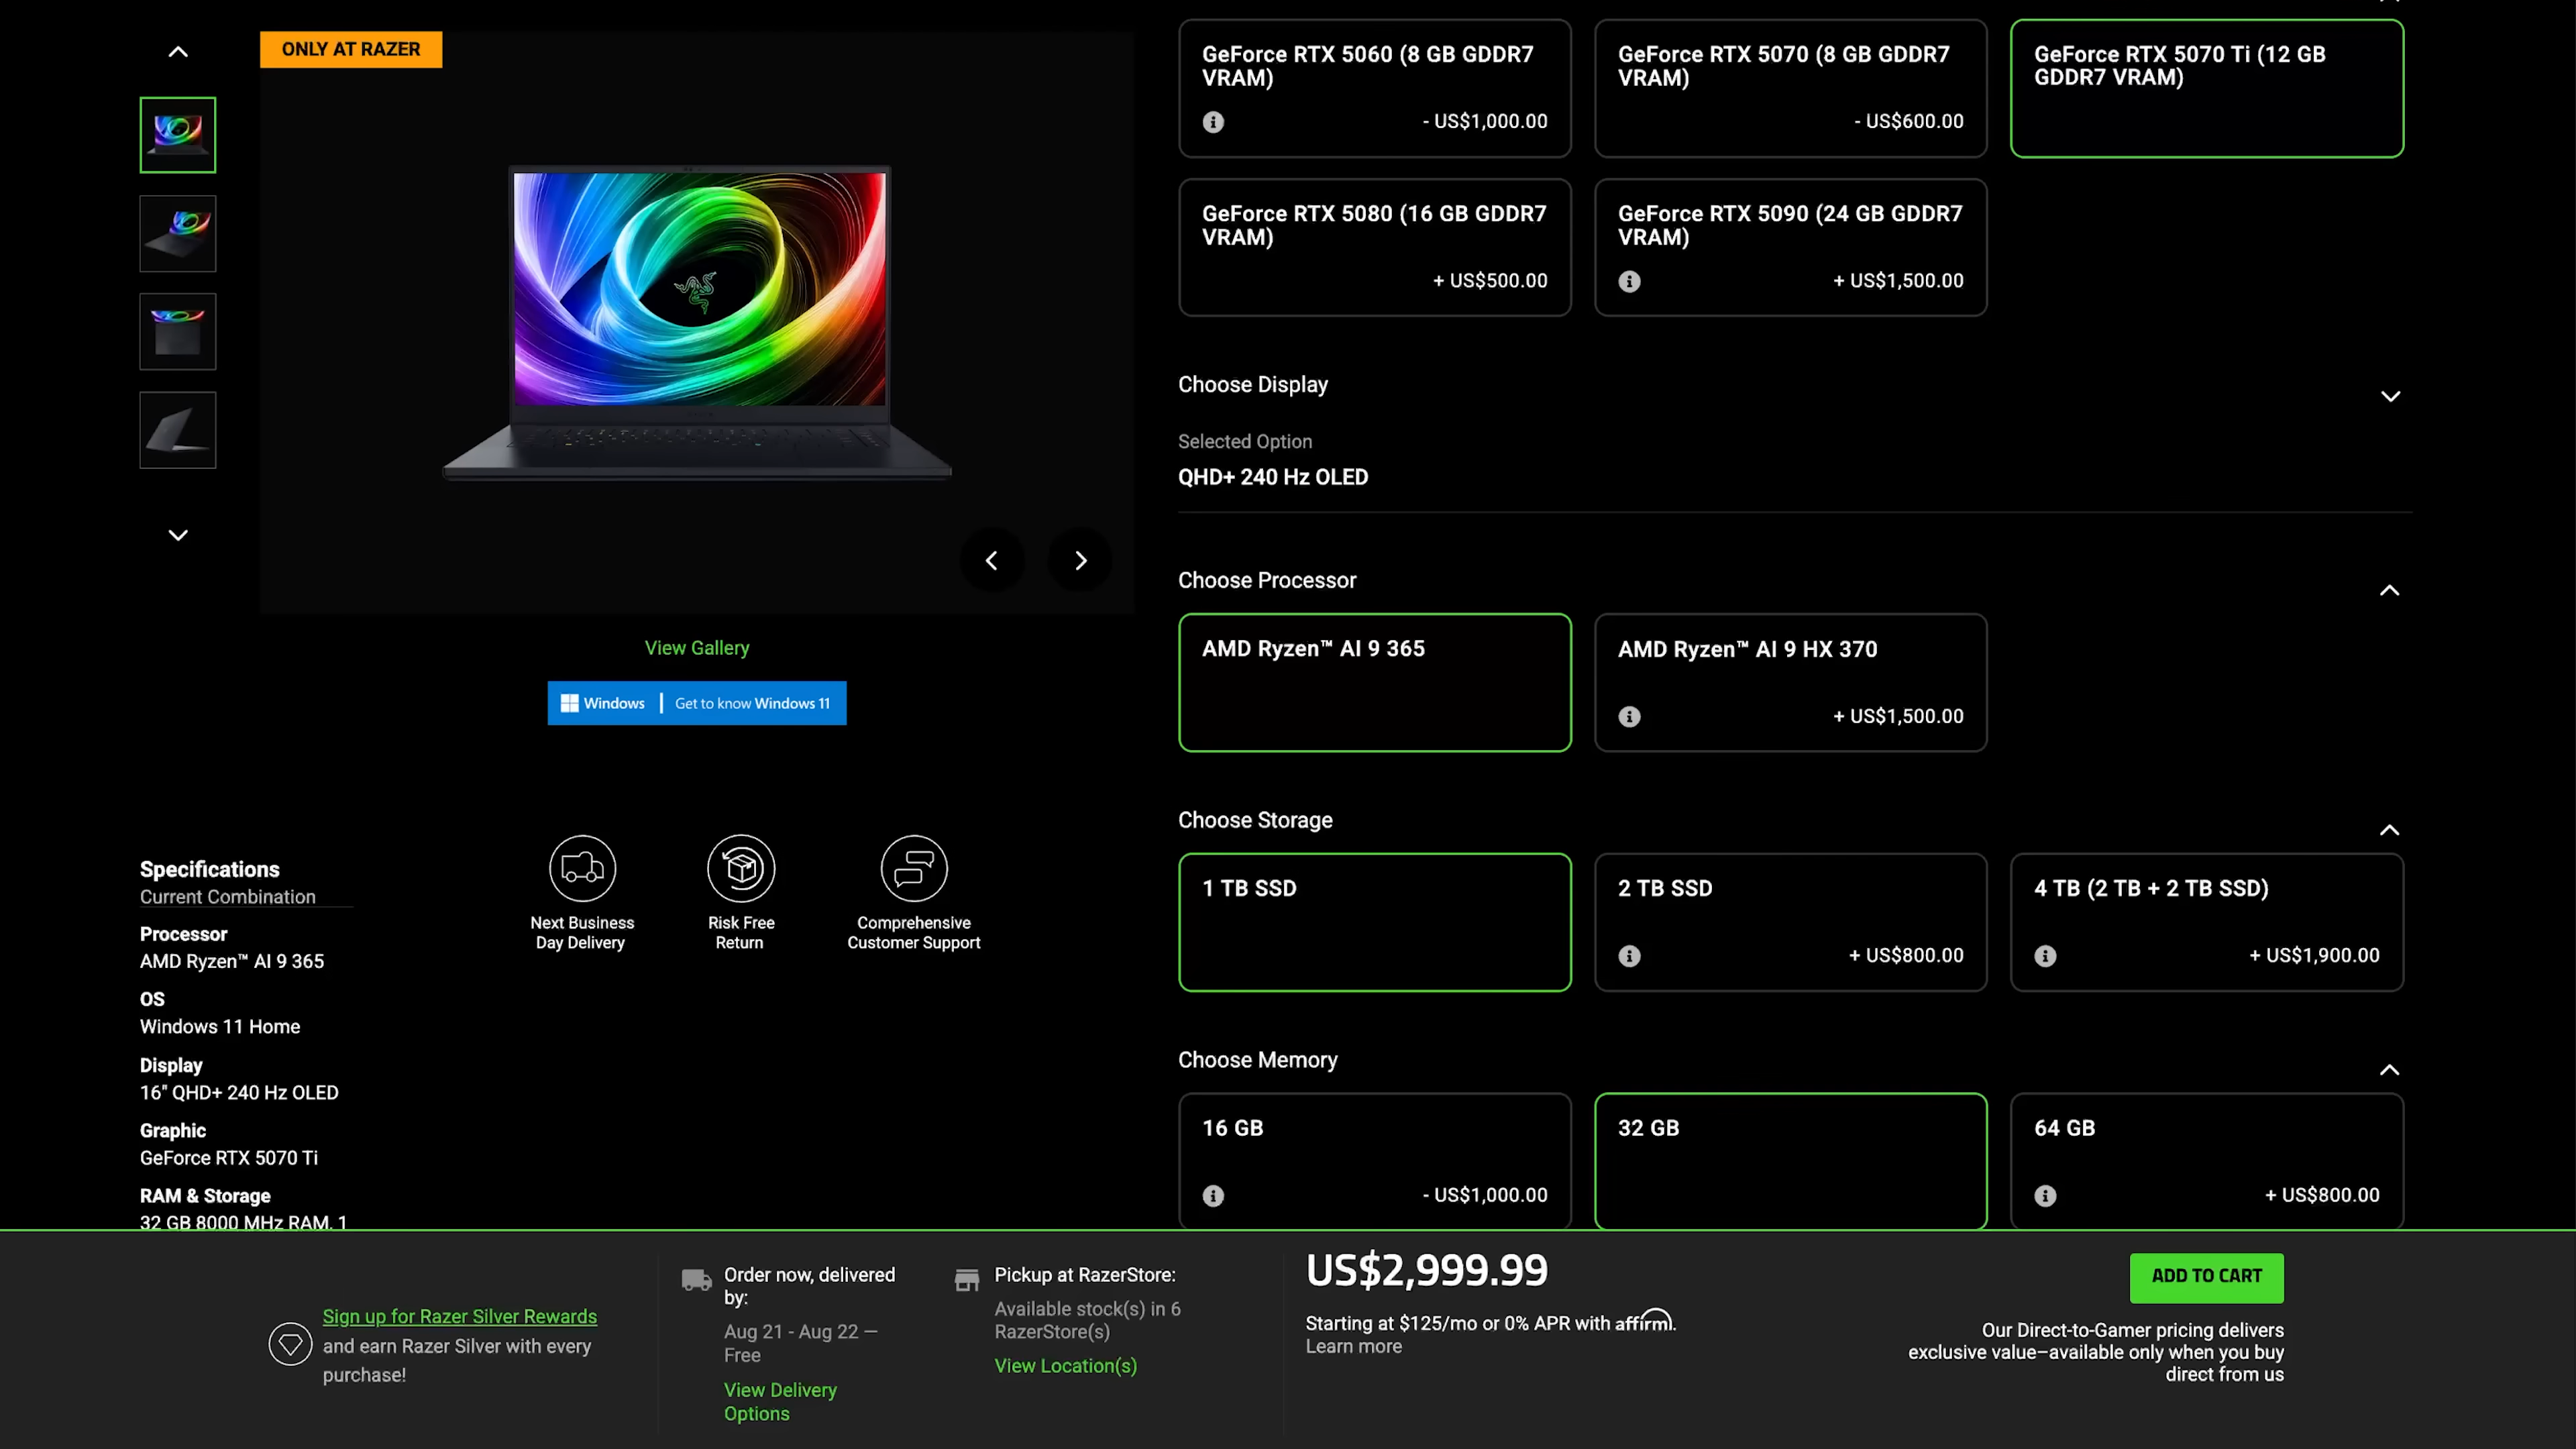 ONLY AT RAZER
View Gallery
Windows | Get to know Windows 11
Specifications
Current Combination
Processor
AMD Ryzen™ AI 9 365
OS
Windows 11 Home
Display
16" QHD+ 240 Hz OLED
Graphic
GeForce RTX 5070 Ti
RAM & Storage
32 GB 8000 MHz RAM, 1
Next Business
Day Delivery
Risk Free
Return
Comprehensive
Customer Support
GeForce RTX 5060 (8 GB GDDR7
VRAM)
- US$1,000.00
GeForce RTX 5070 (8 GB GDDR7
VRAM)
- US$600.00
GeForce RTX 5070 Ti (12 GB
GDDR7 VRAM)
GeForce RTX 5080 (16 GB GDDR7
VRAM)
+ US$500.00
GeForce RTX 5090 (24 GB GDDR7
VRAM)
+ US$1,500.00
Choose Display
Selected Option
QHD+ 240 Hz OLED
Choose Processor
AMD Ryzen™ AI 9 365
AMD Ryzen™ AI 9 HX 370
+ US$1,500.00
Choose Storage
1 TB SSD
2 TB SSD
+ US$800.00
4 TB (2 TB + 2 TB SSD)
+ US$1,900.00
Choose Memory
16 GB
- US$1,000.00
32 GB
64 GB
+ US$800.00
Sign up for Razer Silver Rewards
and earn Razer Silver with every
purchase!
Order now, delivered
by:
Aug 21 - Aug 22 —
Free
View Delivery
Options
Pickup at RazerStore:
Available stock(s) in 6
RazerStore(s)
View Location(s)
US$2,999.99
Starting at $125/mo or 0% APR with affirm.
Learn more
ADD TO CART
Our Direct-to-Gamer pricing delivers
exclusive value–available only when you buy
direct from us